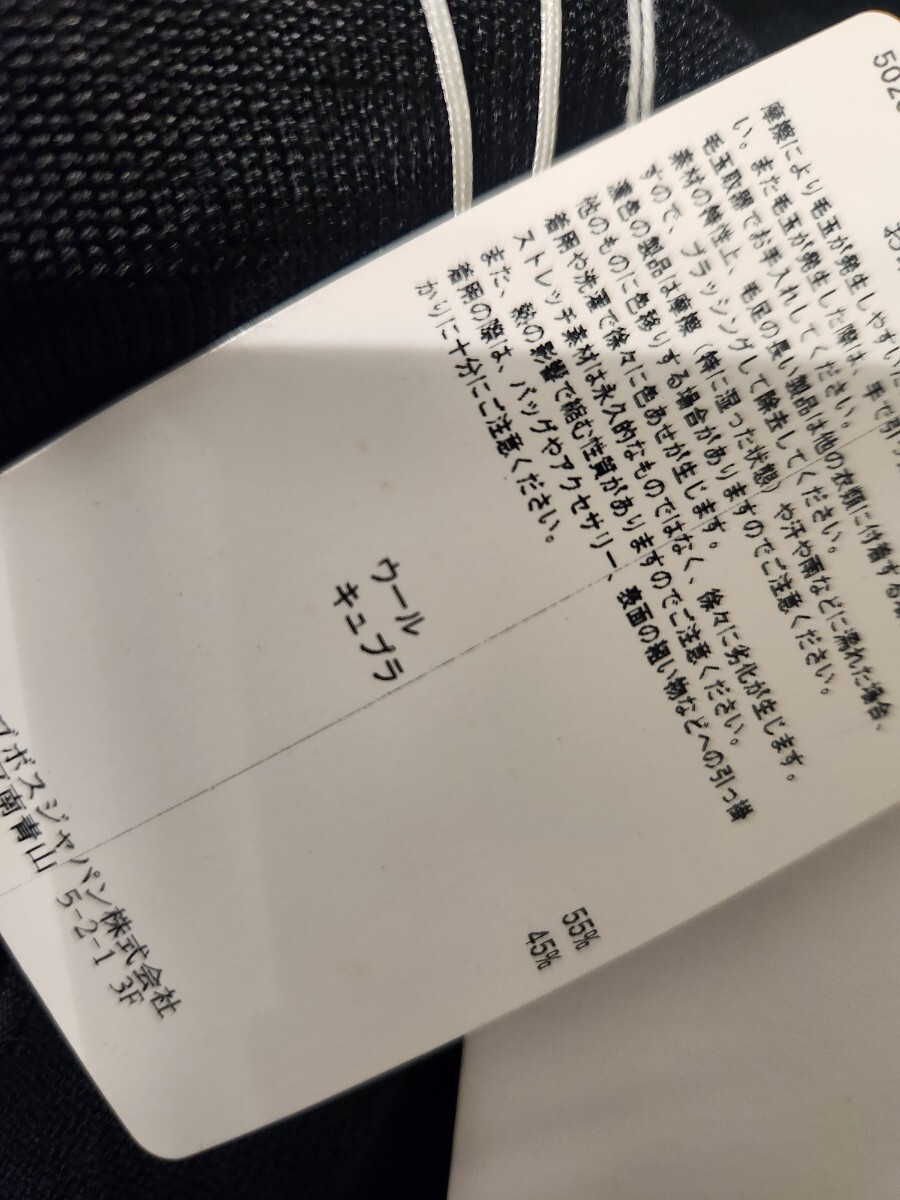 502
お
摩擦により毛玉が発生しやすい
い。また毛玉が発生した際は、手で引っ
毛玉取器でお手入れしてください。
素材の特性上、毛足の長い製品は他の衣類に付着する
すので、ブラッシングして除去してください。
濃色の製品は摩擦（特に湿った状態）や汗や雨などに濡れた場合、
他のものに色移りする場合がありますのでご注意ください。
着用や洗濯で徐々に色あせが生じます。
ストレッチ素材は永久的なものではなく、徐々に劣化が生じます。
また、熱の影響で縮む性質がありますのでご注意ください。
着用の際は、バッグやアクセサリー、表面の粗い物などへの引っ掛
かりに十分にご注意ください。
ウール 55%
キュプラ 45%
ゴボスジャパン株式会社
南青山 5-2-1 3F